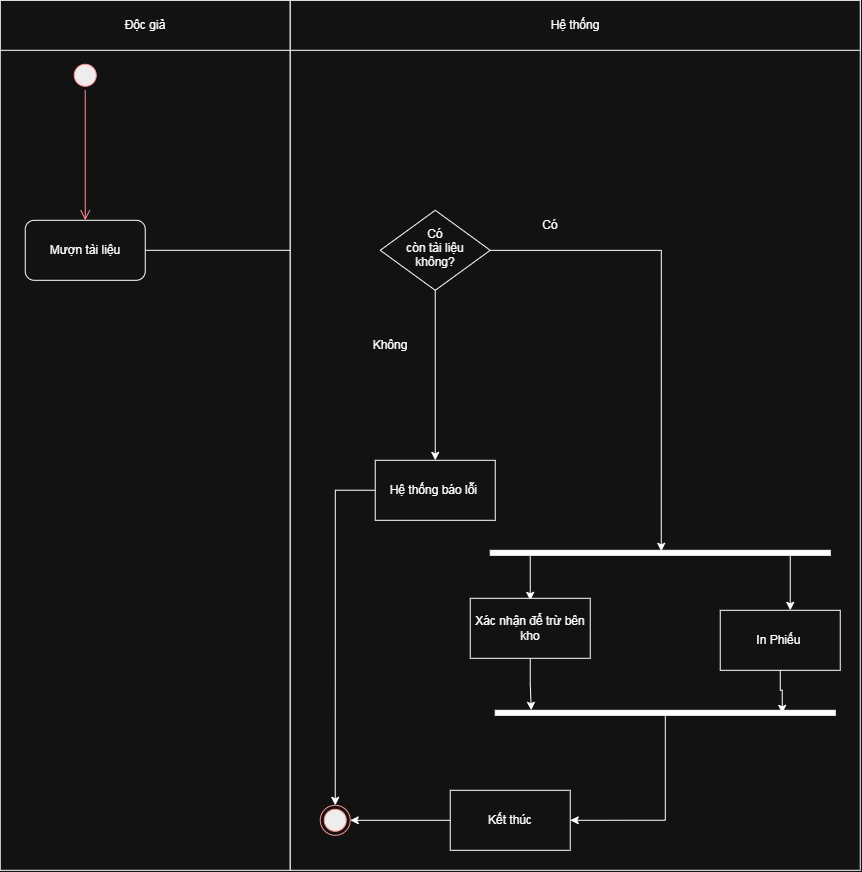 Độc giả
Hệ thống
Mượn tài liệu
Có
còn tài liệu
không?
Có
Không
Hệ thống báo lỗi
Xác nhận để trừ bên
kho
In Phiếu
Kết thúc